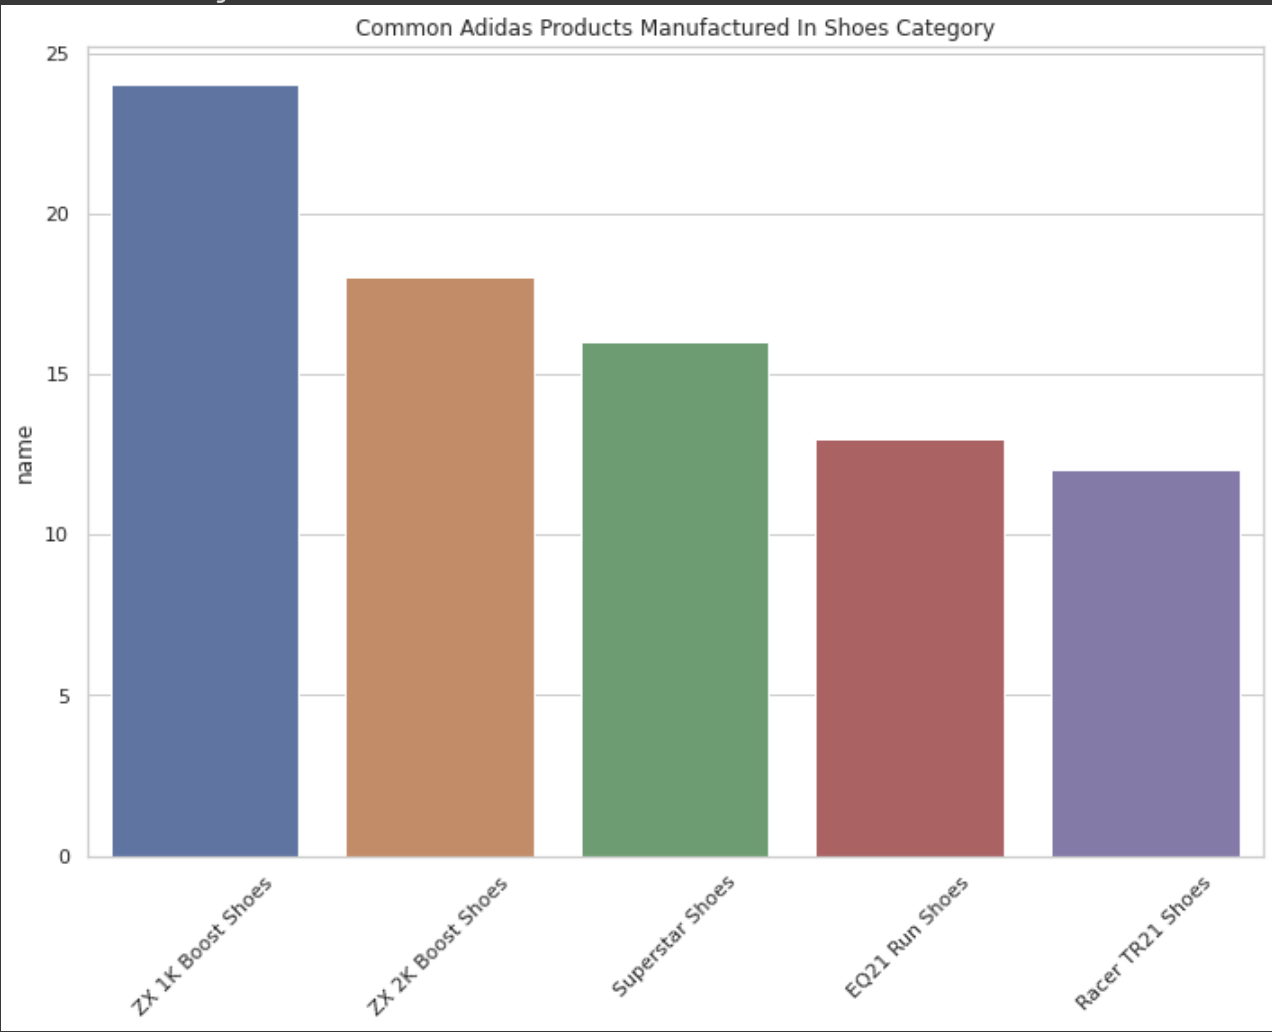 Common Adidas Products Manufactured In Shoes Category
25
20
15
10
5
0
name
ZX 1K Boost Shoes
ZX 2K Boost Shoes
Superstar Shoes
EQ21 Run Shoes
Racer TR21 Shoes